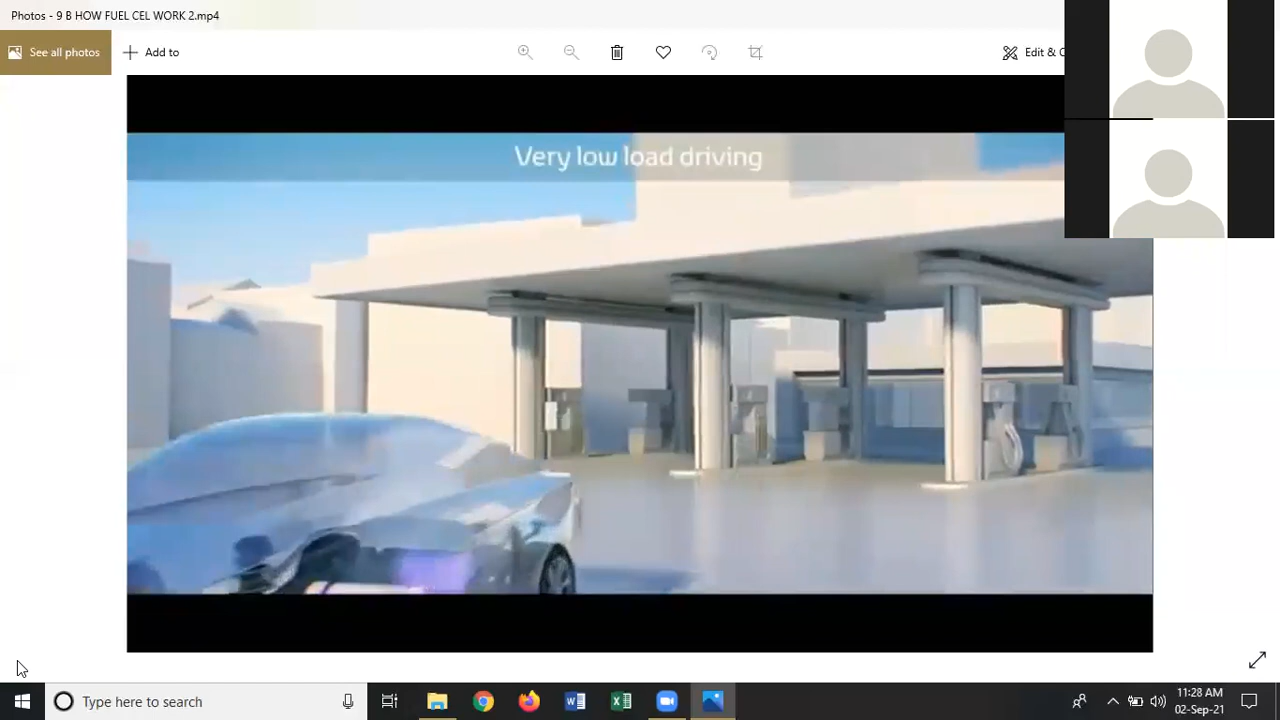 Photos - 9 B HOW FUEL CEL WORK 2.mp4
See all photos
Add to
Edit & C
Very low load driving
Type here to search
11:28 AM
02-Sep-21